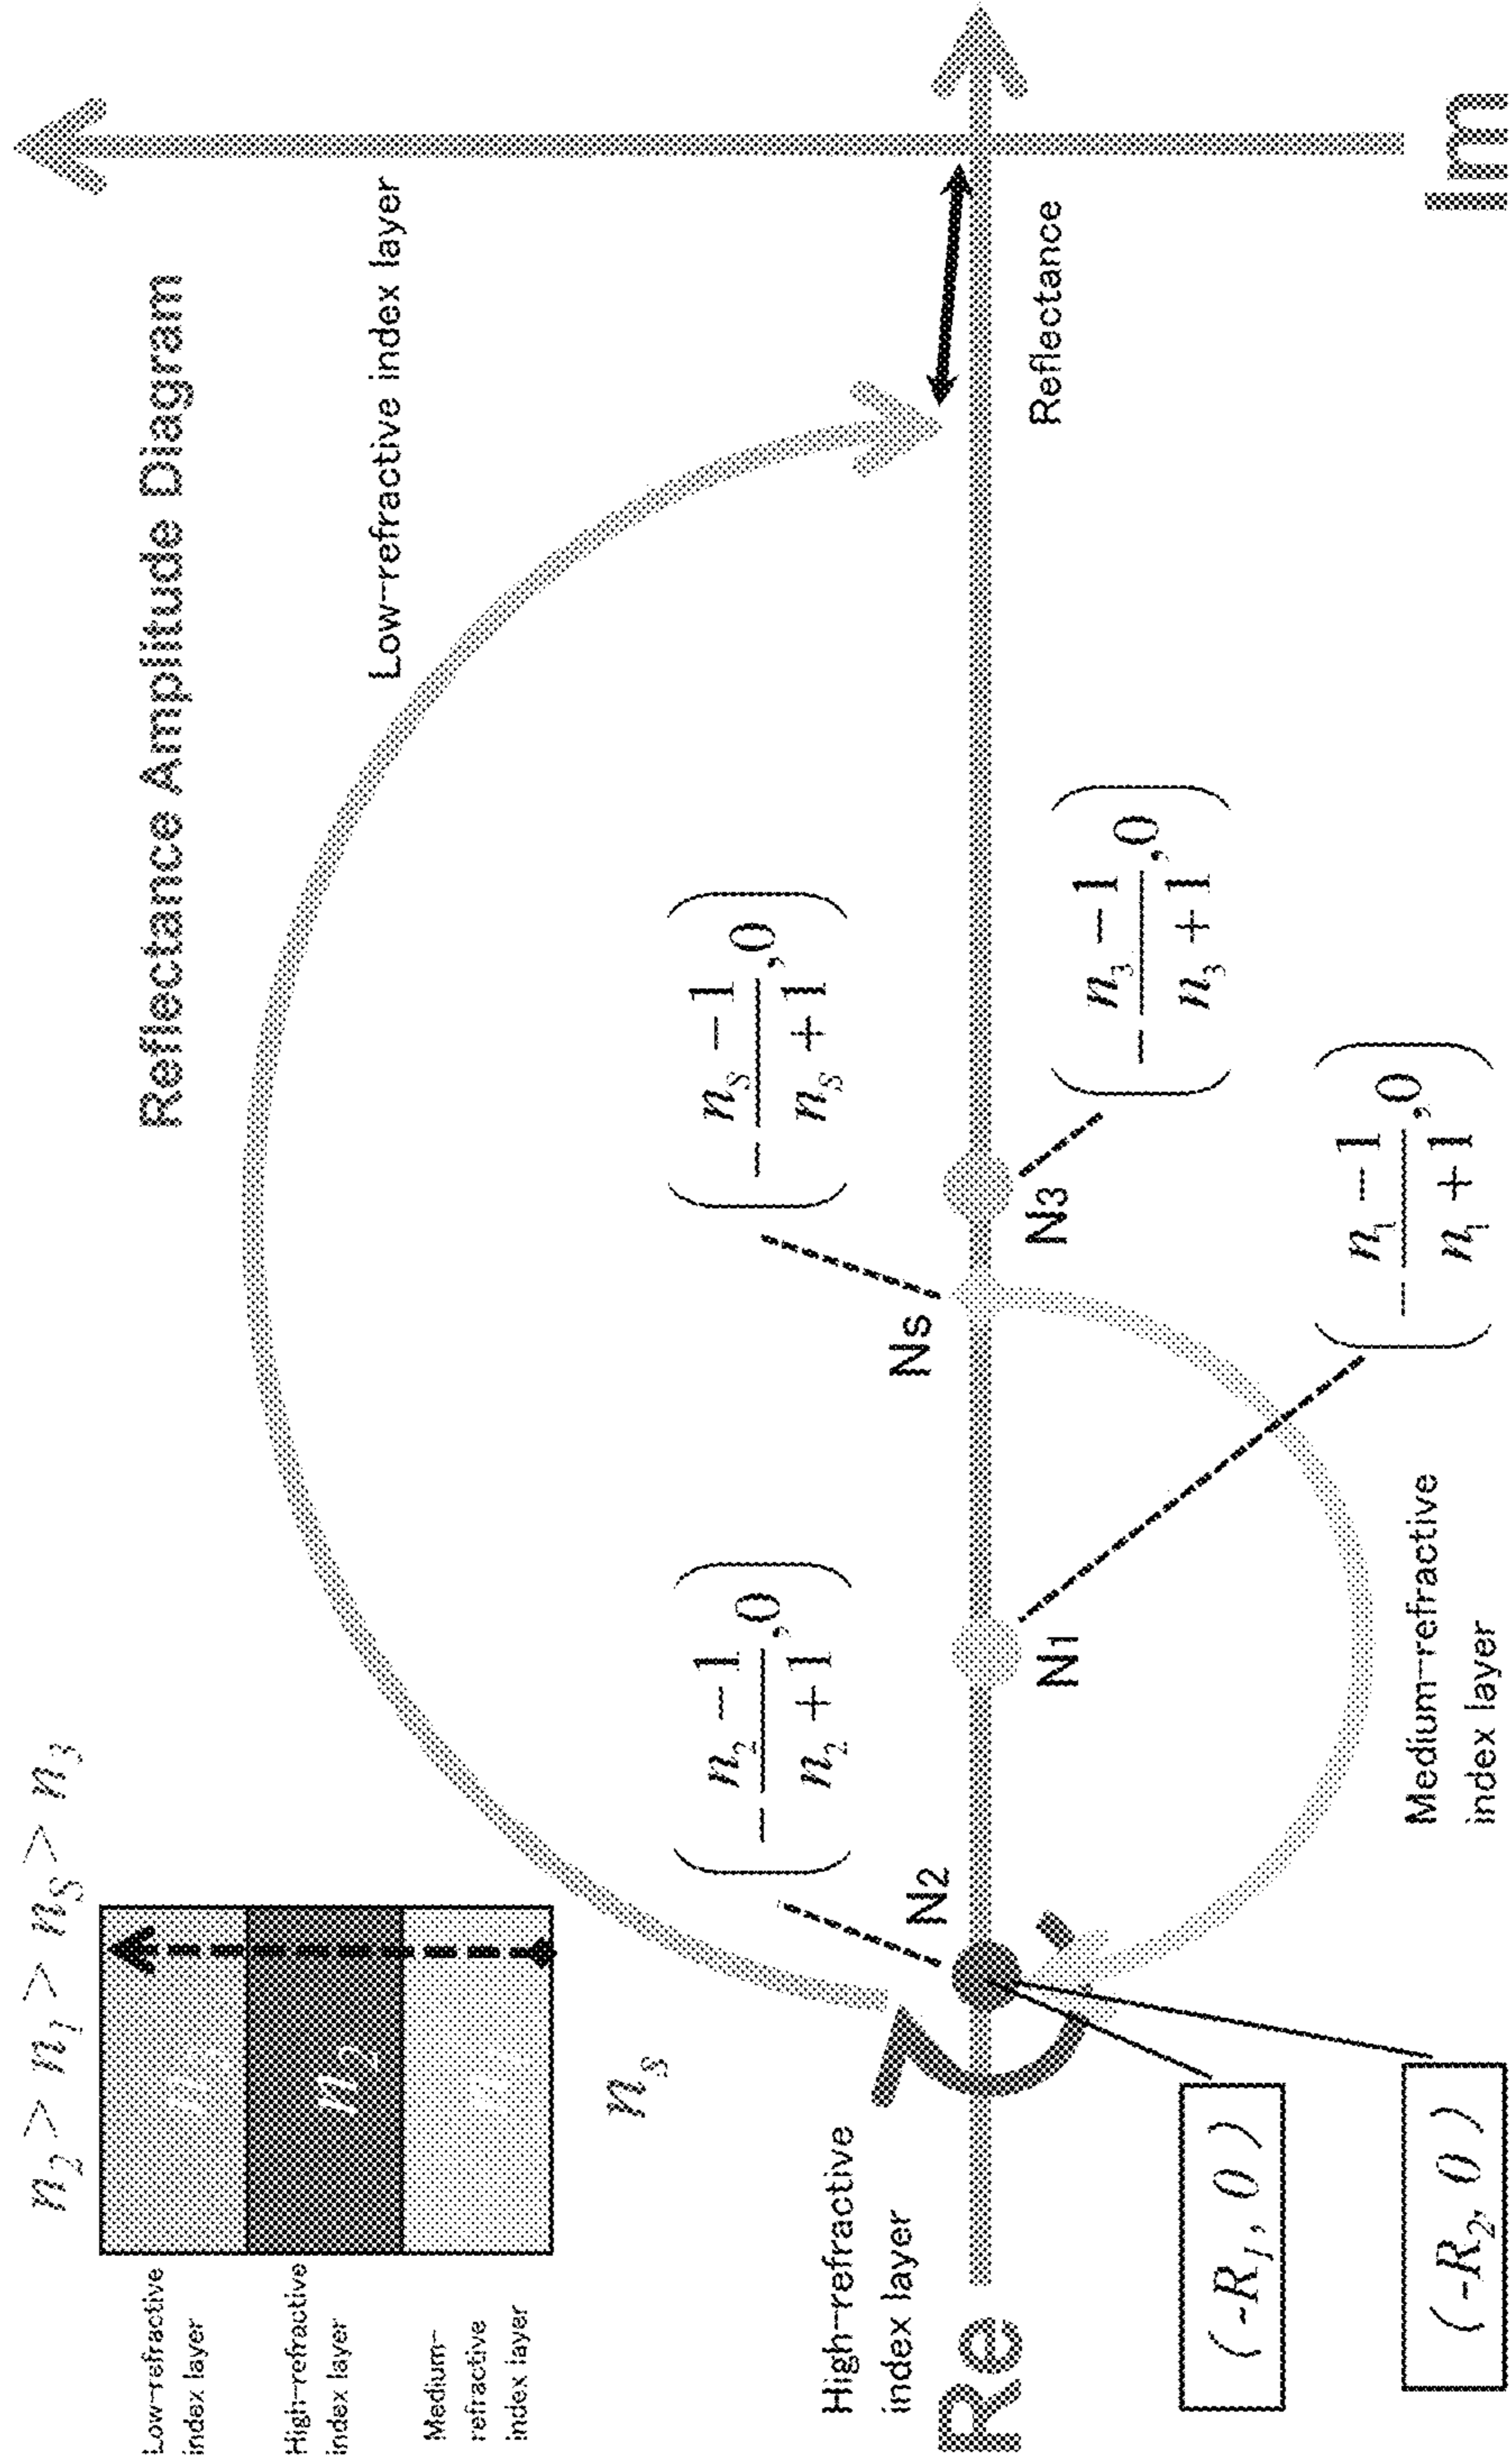 n₂ > n₁ > nₛ > n₃
Reflectance Amplitude Diagram
Low-refractive
index layer
High-refractive
index layer
n₂
Medium-
refractive
index layer
nₛ
Low-refractive index layer
(-(nₛ-1)/(nₛ+1),0)
(-(n₂-1)/(n₂+1),0)
High-refractive
index layer
N2
Ns
Re
N1
N3
Reflectance
(-(n₃-1)/(n₃+1),0)
(-R₁, 0)
(-(n₁-1)/(n₁+1),0)
Medium-refractive
index layer
(-R₂, 0)
Im